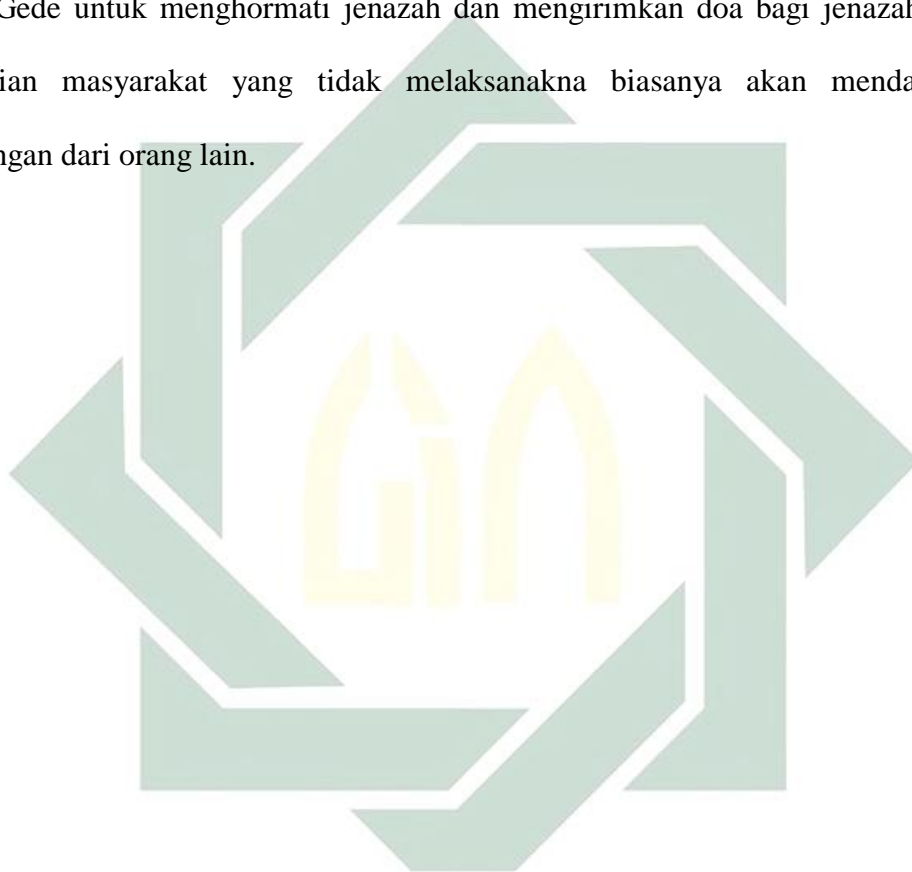 Gede untuk menghormati jenazah dan mengirimkan doa bagi jenazah
ian masyarakat yang tidak melaksanakna biasanya akan menda
ngan dari orang lain.